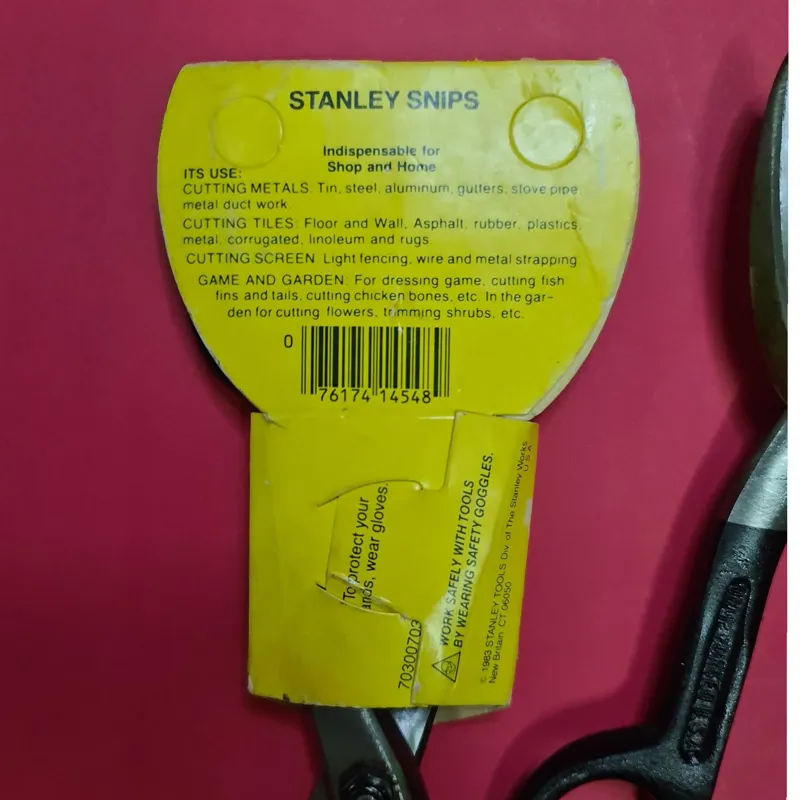 STANLEY SNIPS
Indispensable for
Shop and Home
ITS USE:
CUTTING METALS: Tin, steel, aluminum, gutters, stove pipe,
metal duct work.
CUTTING TILES: Floor and Wall, Asphalt, rubber, plastics,
metal, corrugated, linoleum and rugs.
CUTTING SCREEN: Light fencing, wire and metal strapping
GAME AND GARDEN: For dressing game, cutting fish
fins and tails, cutting chicken bones, etc. In the gar-
den for cutting flowers, trimming shrubs, etc.
0
76174 14548
To protect your
ands, wear gloves.
70300703
WORK SAFELY WITH TOOLS
BY WEARING SAFETY GOGGLES.
© 1983 STANLEY TOOLS Div. of The Stanley Works
New Britain, CT 06050 U S A